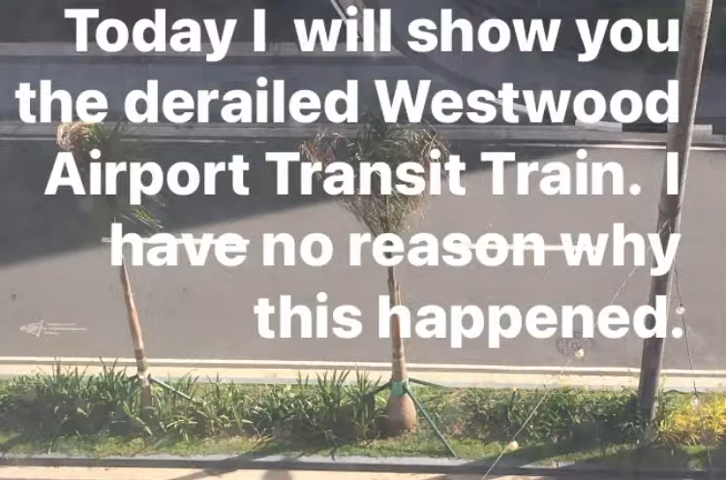 Today I will show you
the derailed Westwood
Airport Transit Train. I
have no reason why
this happened.